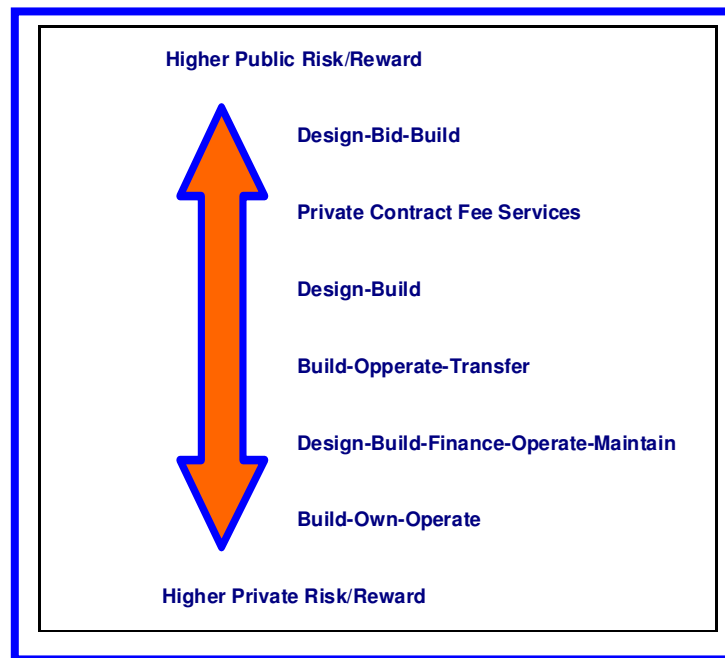 Higher Public Risk/Reward
Design-Bid-Build
Private Contract Fee Services
Design-Build
Build-Opperate-Transfer
Design-Build-Finance-Operate-Maintain
Build-Own-Operate
Higher Private Risk/Reward